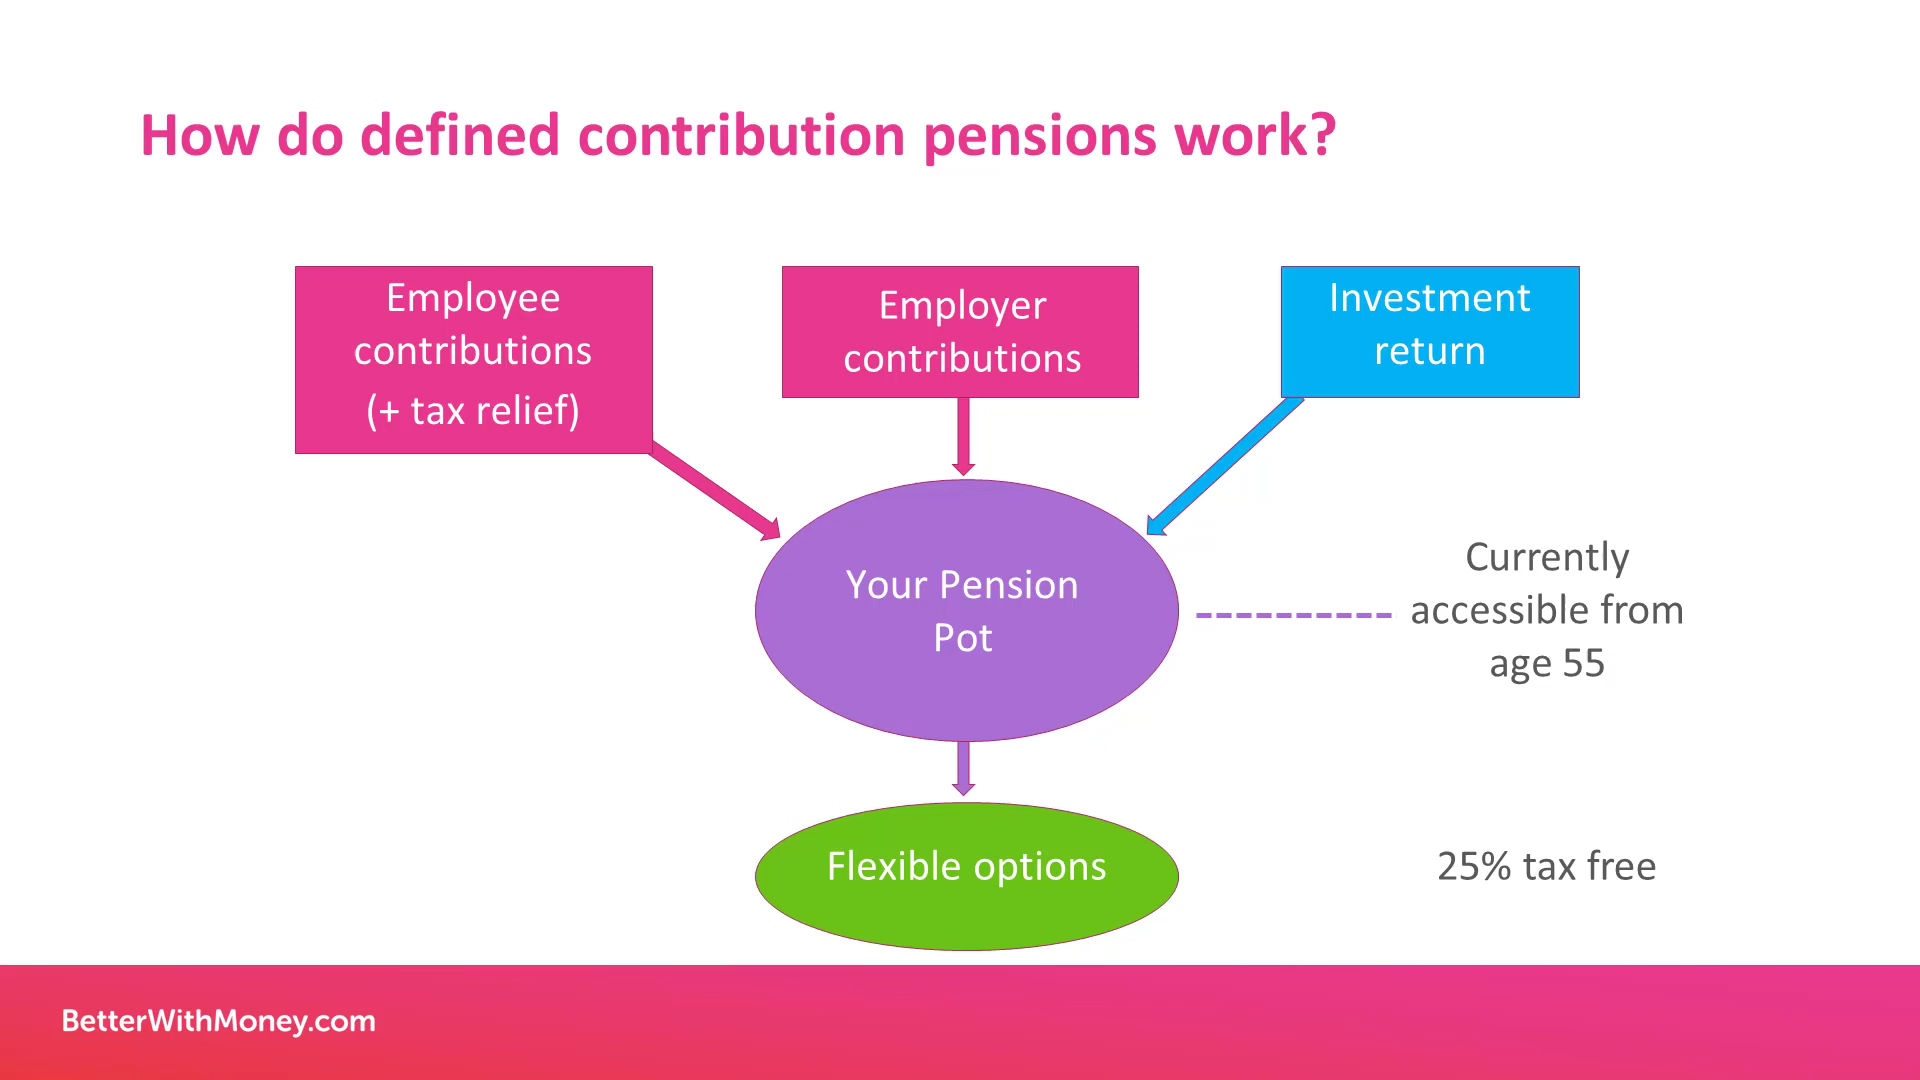 How do defined contribution pensions work?
Employee
contributions
(+ tax relief)
Employer
contributions
Investment
return
Your Pension
Pot
Currently
accessible from
age 55
Flexible options
25% tax free
BetterWithMoney.com